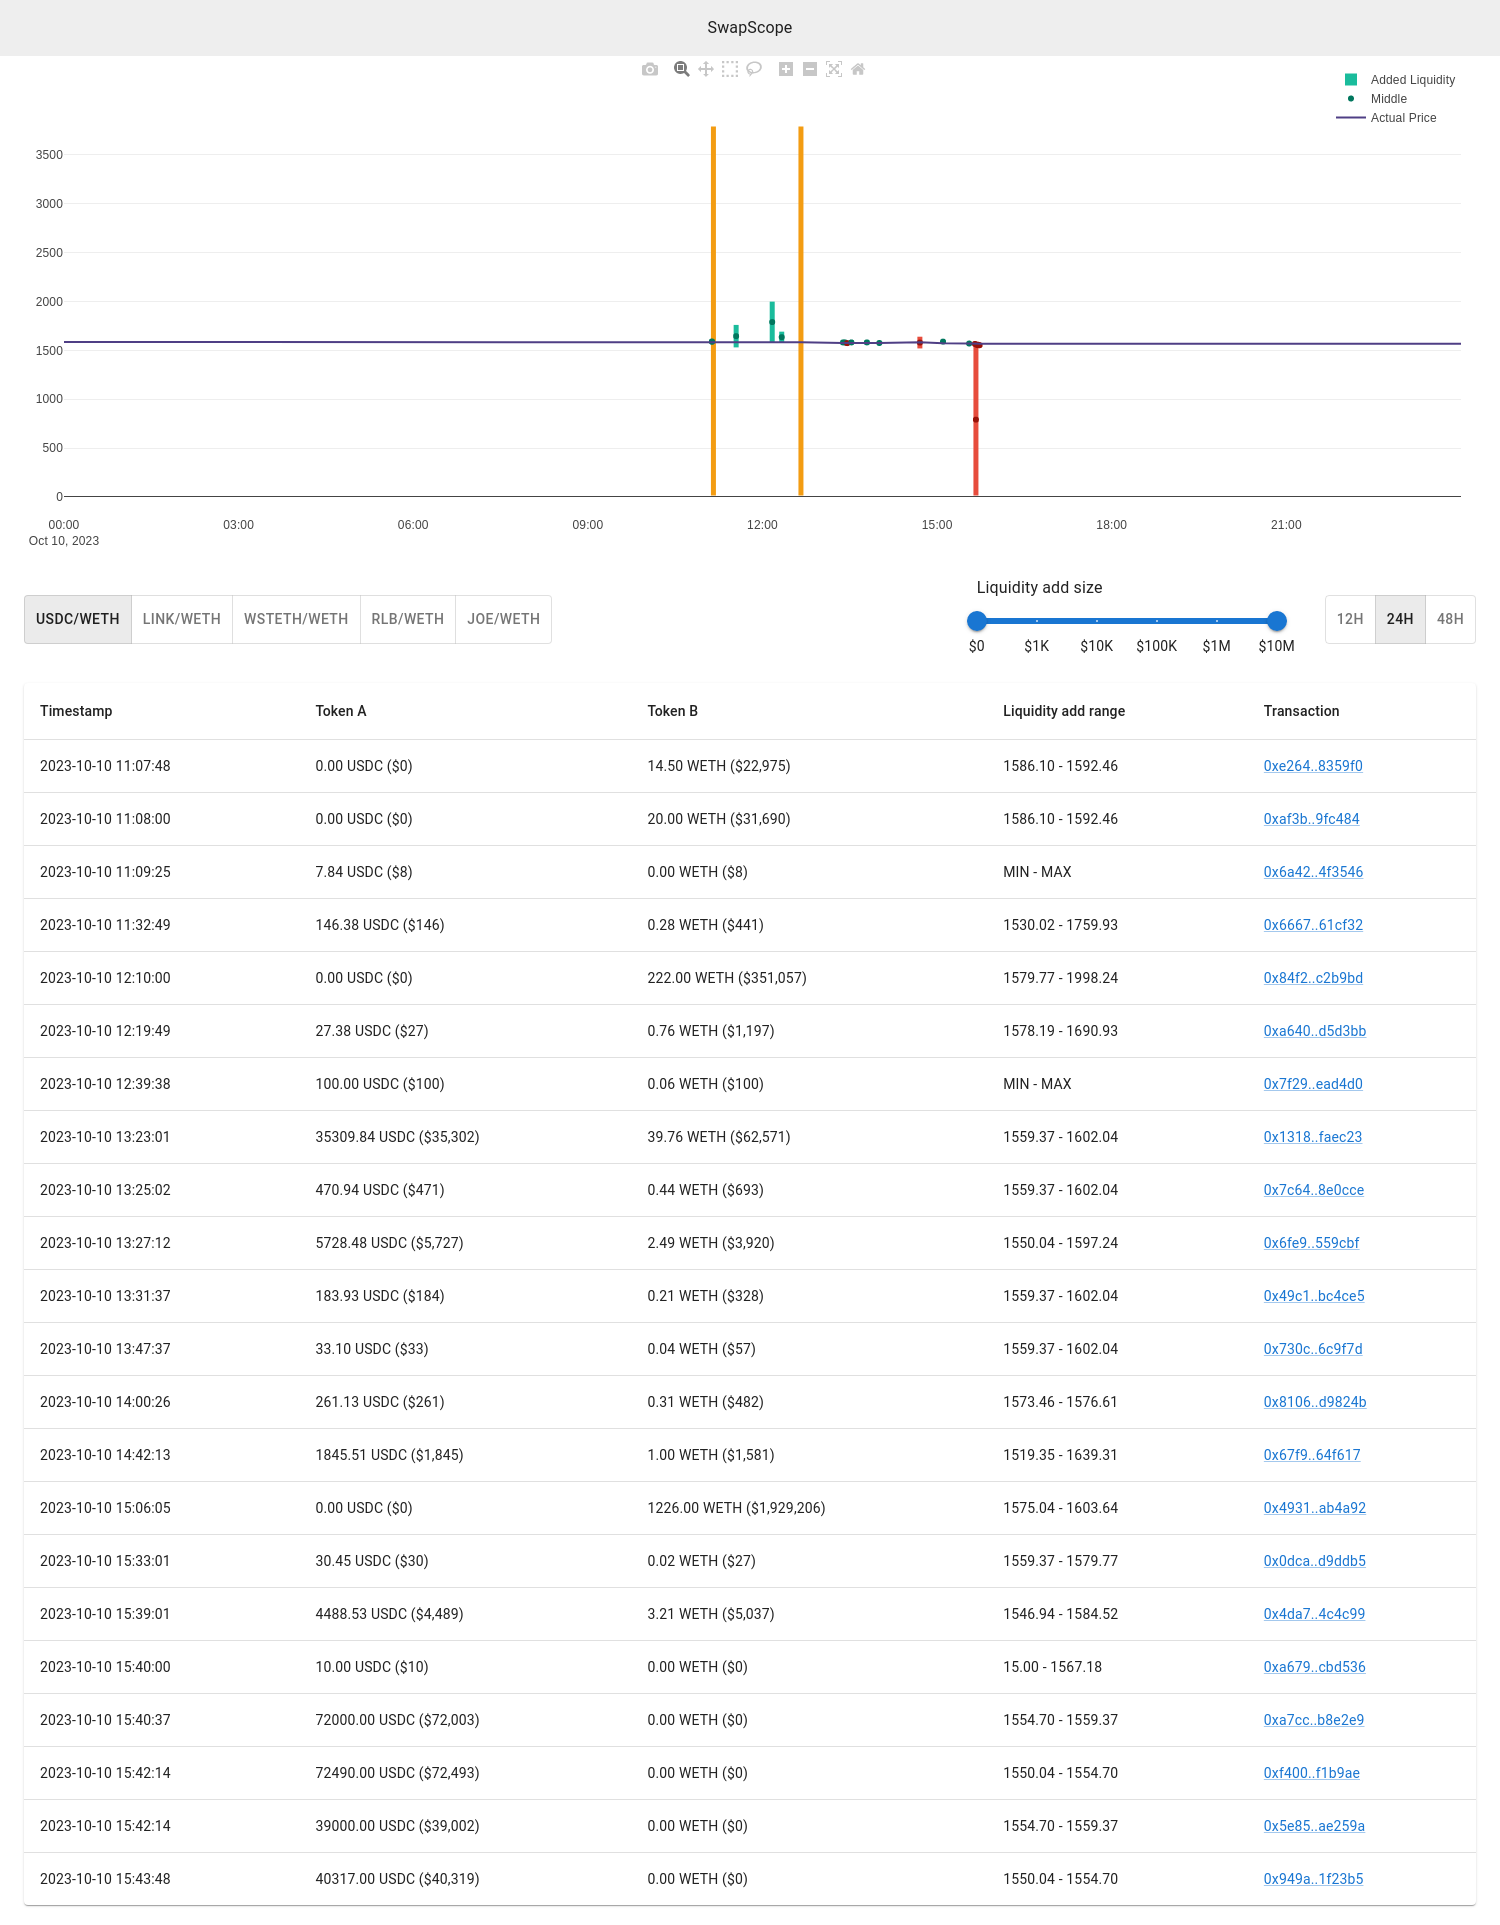 SwapScope
Added Liquidity
Middle
Actual Price
3500
3000
2500
2000
1500
1000
500
0
00:00 03:00 06:00 09:00 12:00 15:00 18:00 21:00
Oct 10, 2023
Liquidity add size
USDC/WETH LINK/WETH WSTETH/WETH RLB/WETH JOE/WETH
12H 24H 48H
$0 $1K $10K $100K $1M $10M
Timestamp Token A Token B Liquidity add range Transaction
2023-10-10 11:07:48 0.00 USDC ($0) 14.50 WETH ($22,975) 1586.10 - 1592.46 0xe264..8359f0
2023-10-10 11:08:00 0.00 USDC ($0) 20.00 WETH ($31,690) 1586.10 - 1592.46 0xaf3b..9fc484
2023-10-10 11:09:25 7.84 USDC ($8) 0.00 WETH ($8) MIN - MAX 0x6a42..4f3546
2023-10-10 11:32:49 146.38 USDC ($146) 0.28 WETH ($441) 1530.02 - 1759.93 0x6667..61cf32
2023-10-10 12:10:00 0.00 USDC ($0) 222.00 WETH ($351,057) 1579.77 - 1998.24 0x84f2..c2b9bd
2023-10-10 12:19:49 27.38 USDC ($27) 0.76 WETH ($1,197) 1578.19 - 1690.93 0xa640..d5d3bb
2023-10-10 12:39:38 100.00 USDC ($100) 0.06 WETH ($100) MIN - MAX 0x7f29..ead4d0
2023-10-10 13:23:01 35309.84 USDC ($35,302) 39.76 WETH ($62,571) 1559.37 - 1602.04 0x1318..faec23
2023-10-10 13:25:02 470.94 USDC ($471) 0.44 WETH ($693) 1559.37 - 1602.04 0x7c64..8e0cce
2023-10-10 13:27:12 5728.48 USDC ($5,727) 2.49 WETH ($3,920) 1550.04 - 1597.24 0x6fe9..559cbf
2023-10-10 13:31:37 183.93 USDC ($184) 0.21 WETH ($328) 1559.37 - 1602.04 0x49c1..bc4ce5
2023-10-10 13:47:37 33.10 USDC ($33) 0.04 WETH ($57) 1559.37 - 1602.04 0x730c..6c9f7d
2023-10-10 14:00:26 261.13 USDC ($261) 0.31 WETH ($482) 1573.46 - 1576.61 0x8106..d9824b
2023-10-10 14:42:13 1845.51 USDC ($1,845) 1.00 WETH ($1,581) 1519.35 - 1639.31 0x67f9..64f617
2023-10-10 15:06:05 0.00 USDC ($0) 1226.00 WETH ($1,929,206) 1575.04 - 1603.64 0x4931..ab4a92
2023-10-10 15:33:01 30.45 USDC ($30) 0.02 WETH ($27) 1559.37 - 1579.77 0x0dca..d9ddb5
2023-10-10 15:39:01 4488.53 USDC ($4,489) 3.21 WETH ($5,037) 1546.94 - 1584.52 0x4da7..4c4c99
2023-10-10 15:40:00 10.00 USDC ($10) 0.00 WETH ($0) 15.00 - 1567.18 0xa679..cbd536
2023-10-10 15:40:37 72000.00 USDC ($72,003) 0.00 WETH ($0) 1554.70 - 1559.37 0xa7cc..b8e2e9
2023-10-10 15:42:14 72490.00 USDC ($72,493) 0.00 WETH ($0) 1550.04 - 1554.70 0xf400..f1b9ae
2023-10-10 15:42:14 39000.00 USDC ($39,002) 0.00 WETH ($0) 1554.70 - 1559.37 0x5e85..ae259a
2023-10-10 15:43:48 40317.00 USDC ($40,319) 0.00 WETH ($0) 1550.04 - 1554.70 0x949a..1f23b5